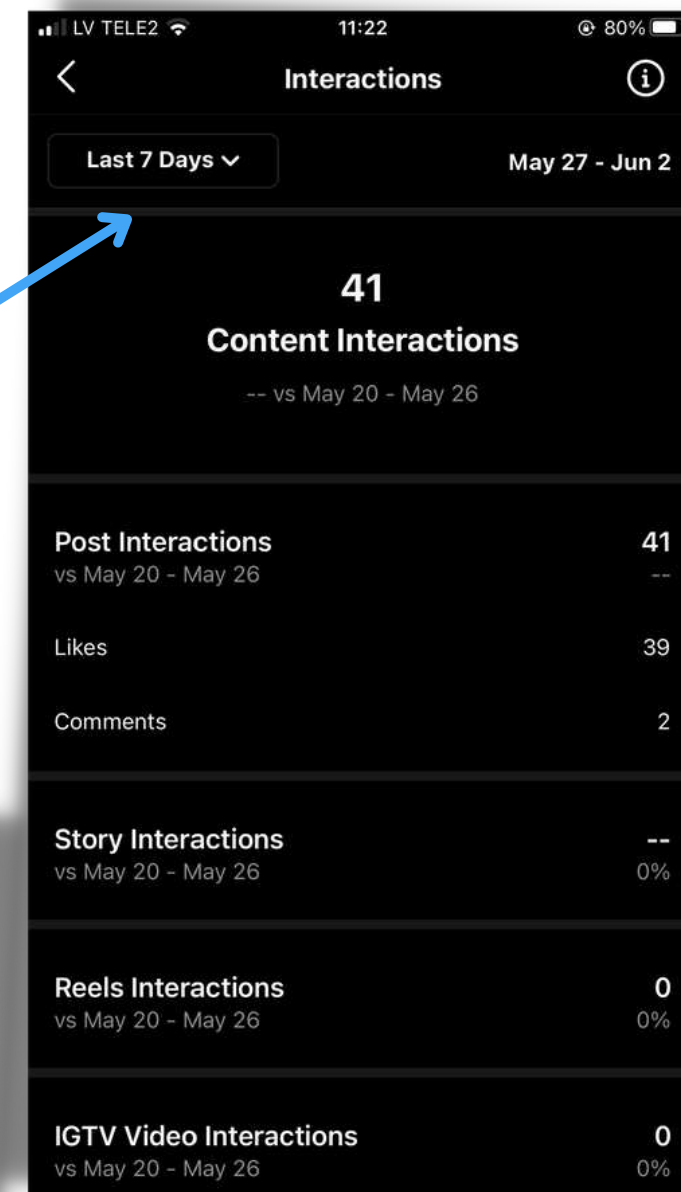 LV TELE2 11:22 80%
Interactions
Last 7 Days May 27 - Jun 2
41
Content Interactions
-- vs May 20 - May 26
Post Interactions 41
vs May 20 - May 26 --
Likes 39
Comments 2
Story Interactions --
vs May 20 - May 26 0%
Reels Interactions 0
vs May 20 - May 26 0%
IGTV Video Interactions 0
vs May 20 - May 26 0%